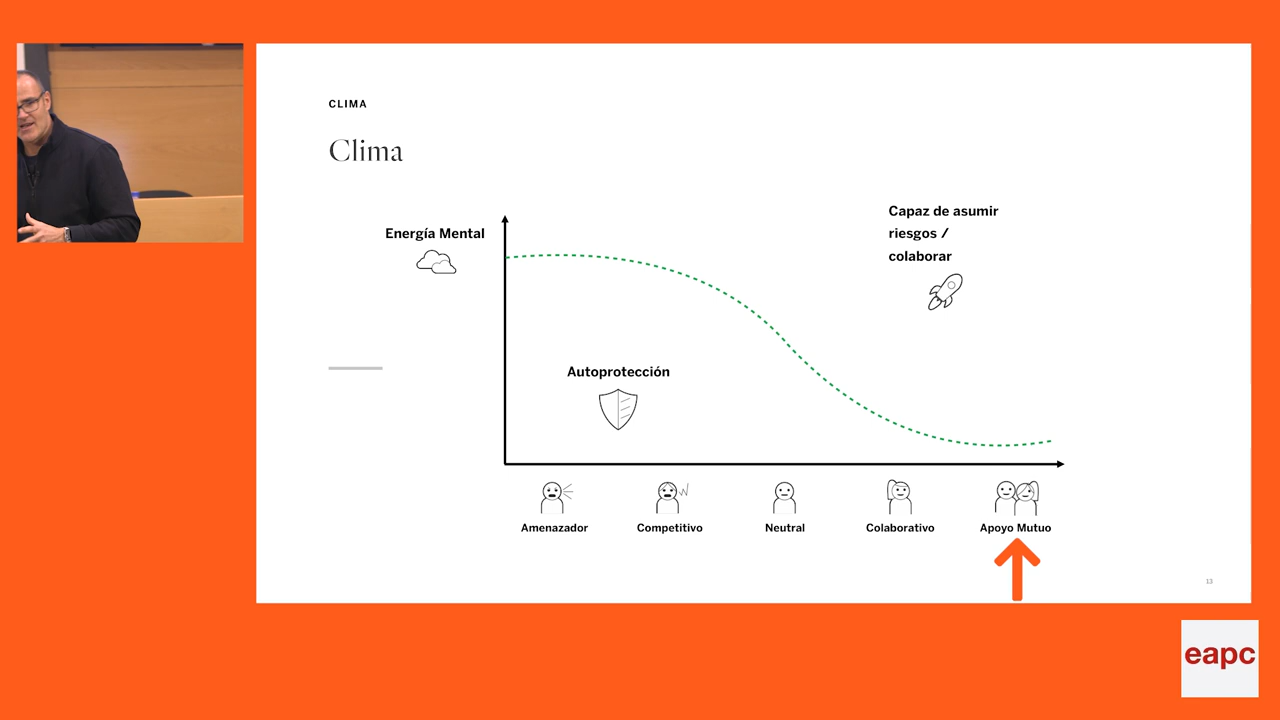 CLIMA
Clima
Energía Mental
Capaz de asumir
riesgos /
colaborar
Autoprotección
Amenazador
Competitivo
Neutral
Colaborativo
Apoyo Mutuo
13
eapc